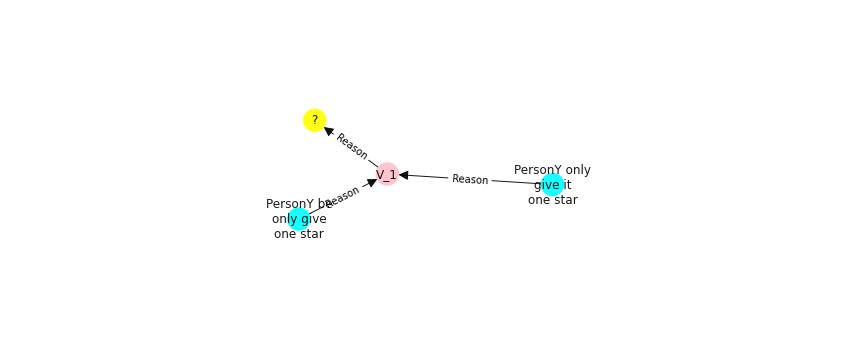 ?
Reason
V_1
Reason
PersonY only
give it
one star
PersonY be
only give
one star
Reason